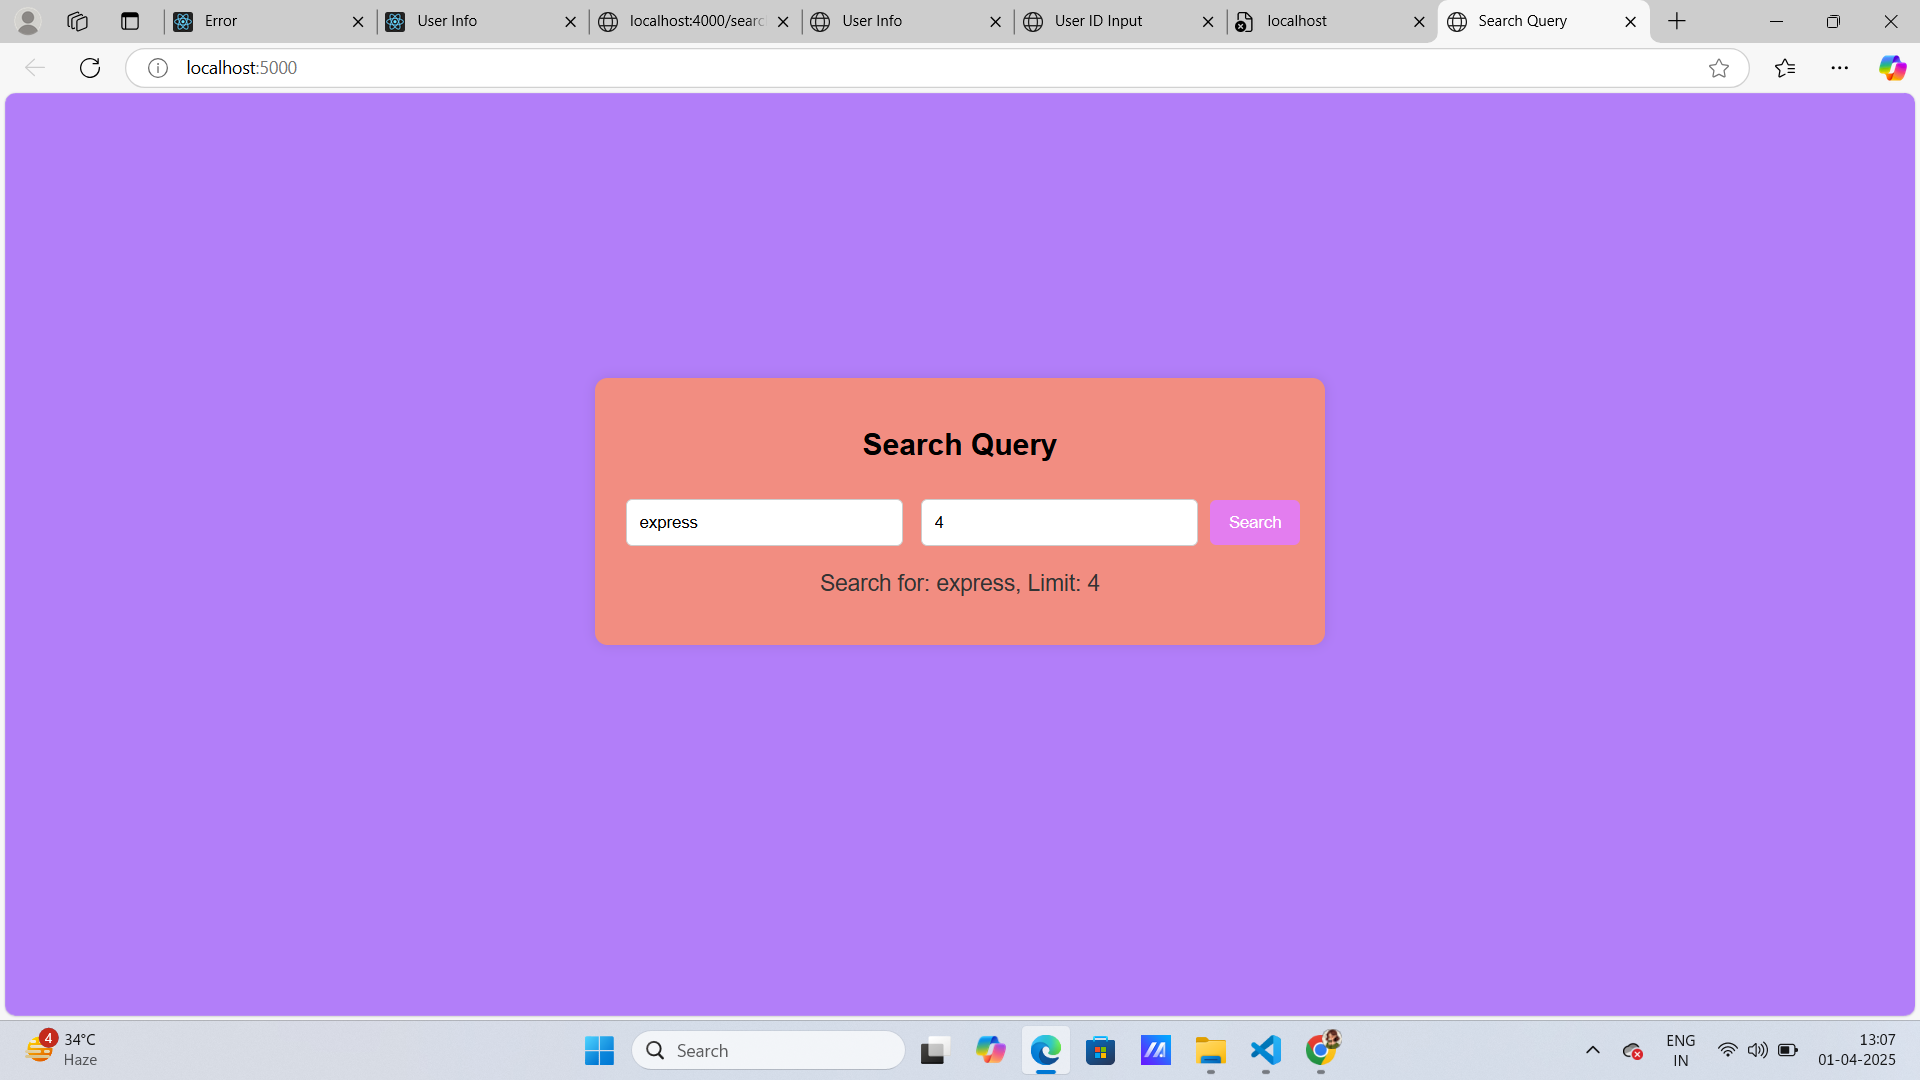 Error
User Info
localhost:4000/searc
User Info
User ID Input
localhost
Search Query
localhost:5000
Search Query
express
4
Search
Search for: express, Limit: 4
4
34°C
Haze
Search
ENG
IN
13:07
01-04-2025